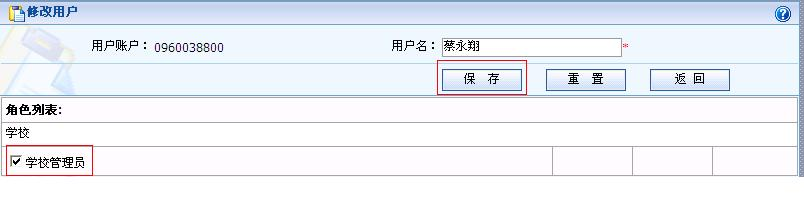 修改用户
用户账户： 0960038800 用户名： 蔡永翔 *
保 存 重 置 返 回
角色列表:
学校
学校管理员